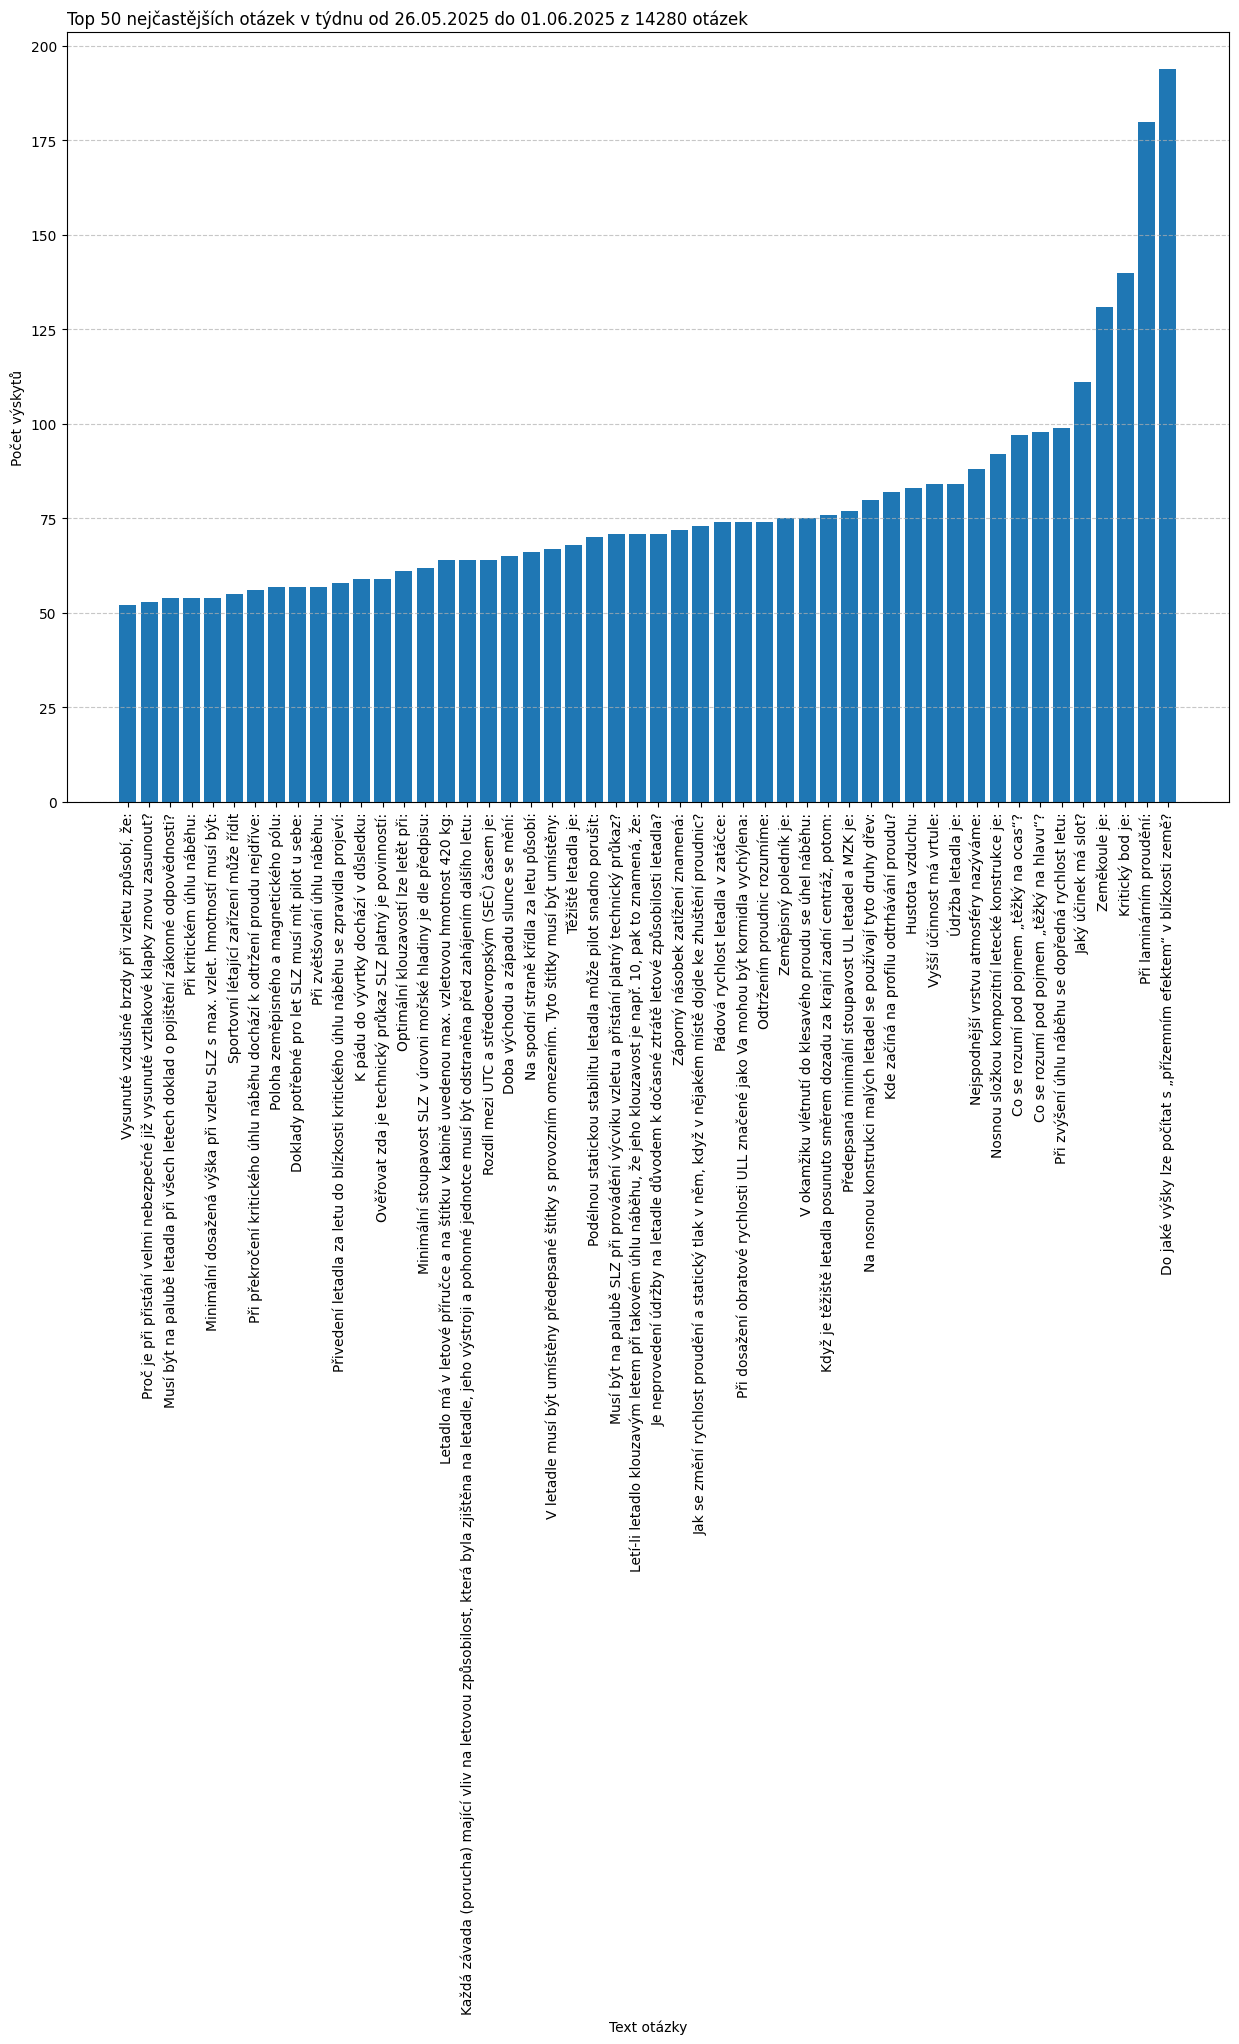 Top 50 nejčastějších otázek v týdnu od 26.05.2025 do 01.06.2025 z 14280 otázek
200
175
150
125
100
75
50
25
0
Počet výskytů
Vysunuté vzdušné brzdy při vzletu způsobí, že:
Proč je při přistání velmi nebezpečné již vysunuté vztlakové klapky znovu zasunout?
Musí být na palubě letadla při všech letech doklad o pojištění zákonné odpovědnosti?
Při kritickém úhlu náběhu:
Minimální dosažená výška při vzletu SLZ s max. vzlet. hmotností musí být:
Sportovní létající zařízení může řídit
Při překročení kritického úhlu náběhu dochází k odtržení proudu nejdříve:
Poloha zeměpisného a magnetického pólu:
Doklady potřebné pro let SLZ musí mít pilot u sebe:
Při zvětšování úhlu náběhu:
Přivedení letadla za letu do blízkosti kritického úhlu náběhu se zpravidla projeví:
K pádu do vývrtky dochází v důsledku:
Ověřovat zda je technický průkaz SLZ platný je povinností:
Optimální klouzavostí lze letět při:
Minimální stoupavost SLZ v úrovni mořské hladiny je dle předpisu:
Letadlo má v letové příručce a na štítku v kabině uvedenou max. vzletovou hmotnost 420 kg:
Každá závada (porucha) mající vliv na letovou způsobilost, která byla zjištěna na letadle, jeho výstroji a pohonné jednotce musí být odstraněna před zahájením dalšího letu:
Rozdíl mezi UTC a středoevropským (SEČ) časem je:
Doba východu a západu slunce se mění:
Na spodní straně křídla za letu působí:
V letadle musí být umístěny předepsané štítky s provozním omezením. Tyto štítky musí být umístěny:
Těžiště letadla je:
Podélnou statickou stabilitu letadla může pilot snadno porušit:
Musí být na palubě SLZ při provádění výcviku vzletu a přistání platný technický průkaz?
Letí-li letadlo klouzavým letem při takovém úhlu náběhu, že jeho klouzavost je např. 10, pak to znamená, že:
Je neprovedení údržby na letadle důvodem k dočasné ztrátě letové způsobilosti letadla?
Záporný násobek zatížení znamená:
Jak se změní rychlost proudění a statický tlak v něm, když v nějakém místě dojde ke zhuštění proudnic?
Pádová rychlost letadla v zatáčce:
Při dosažení obratové rychlosti ULL značené jako Va mohou být kormidla vychýlena:
Odtržením proudnic rozumíme:
Zeměpisný poledník je:
V okamžiku vlétnutí do klesavého proudu se úhel náběhu:
Když je těžiště letadla posunuto směrem dozadu za krajní zadní centráž, potom:
Předepsaná minimální stoupavost UL letadel a MZK je:
Na nosnou konstrukci malých letadel se používají tyto druhy dřev:
Kde začíná na profilu odtrhávání proudu?
Hustota vzduchu:
Vyšší účinnost má vrtule:
Údržba letadla je:
Nejspodnější vrstvu atmosféry nazýváme:
Nosnou složkou kompozitní letecké konstrukce je:
Co se rozumí pod pojmem „těžký na ocas“?
Co se rozumí pod pojmem „těžký na hlavu“?
Při zvýšení úhlu náběhu se dopředná rychlost letu:
Jaký účinek má slot?
Zeměkoule je:
Kritický bod je:
Při laminárním proudění:
Do jaké výšky lze počítat s „přízemním efektem“ v blízkosti země?
Text otázky